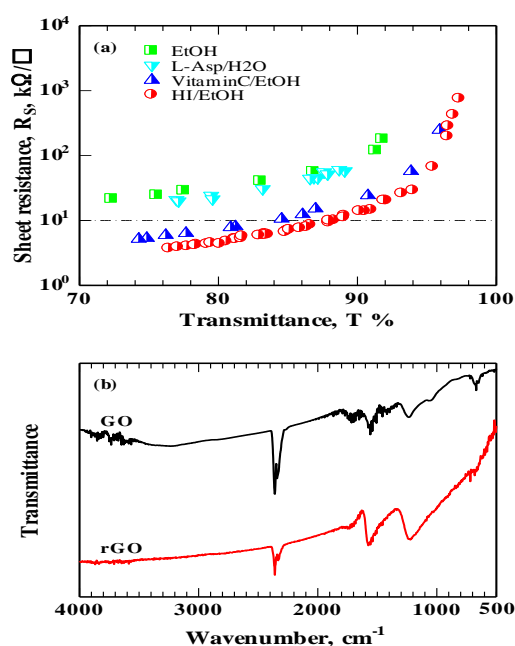 (a)
EtOH
L-Asp/H2O
VitaminC/EtOH
HI/EtOH
Sheet resistance, R_S, kΩ/□
10^4
10^3
10^2
10^1
10^0
70 80 90 100
Transmittance, T %
(b)
GO
rGO
Transmittance
4000 3000 2000 1000 500
Wavenumber, cm^-1